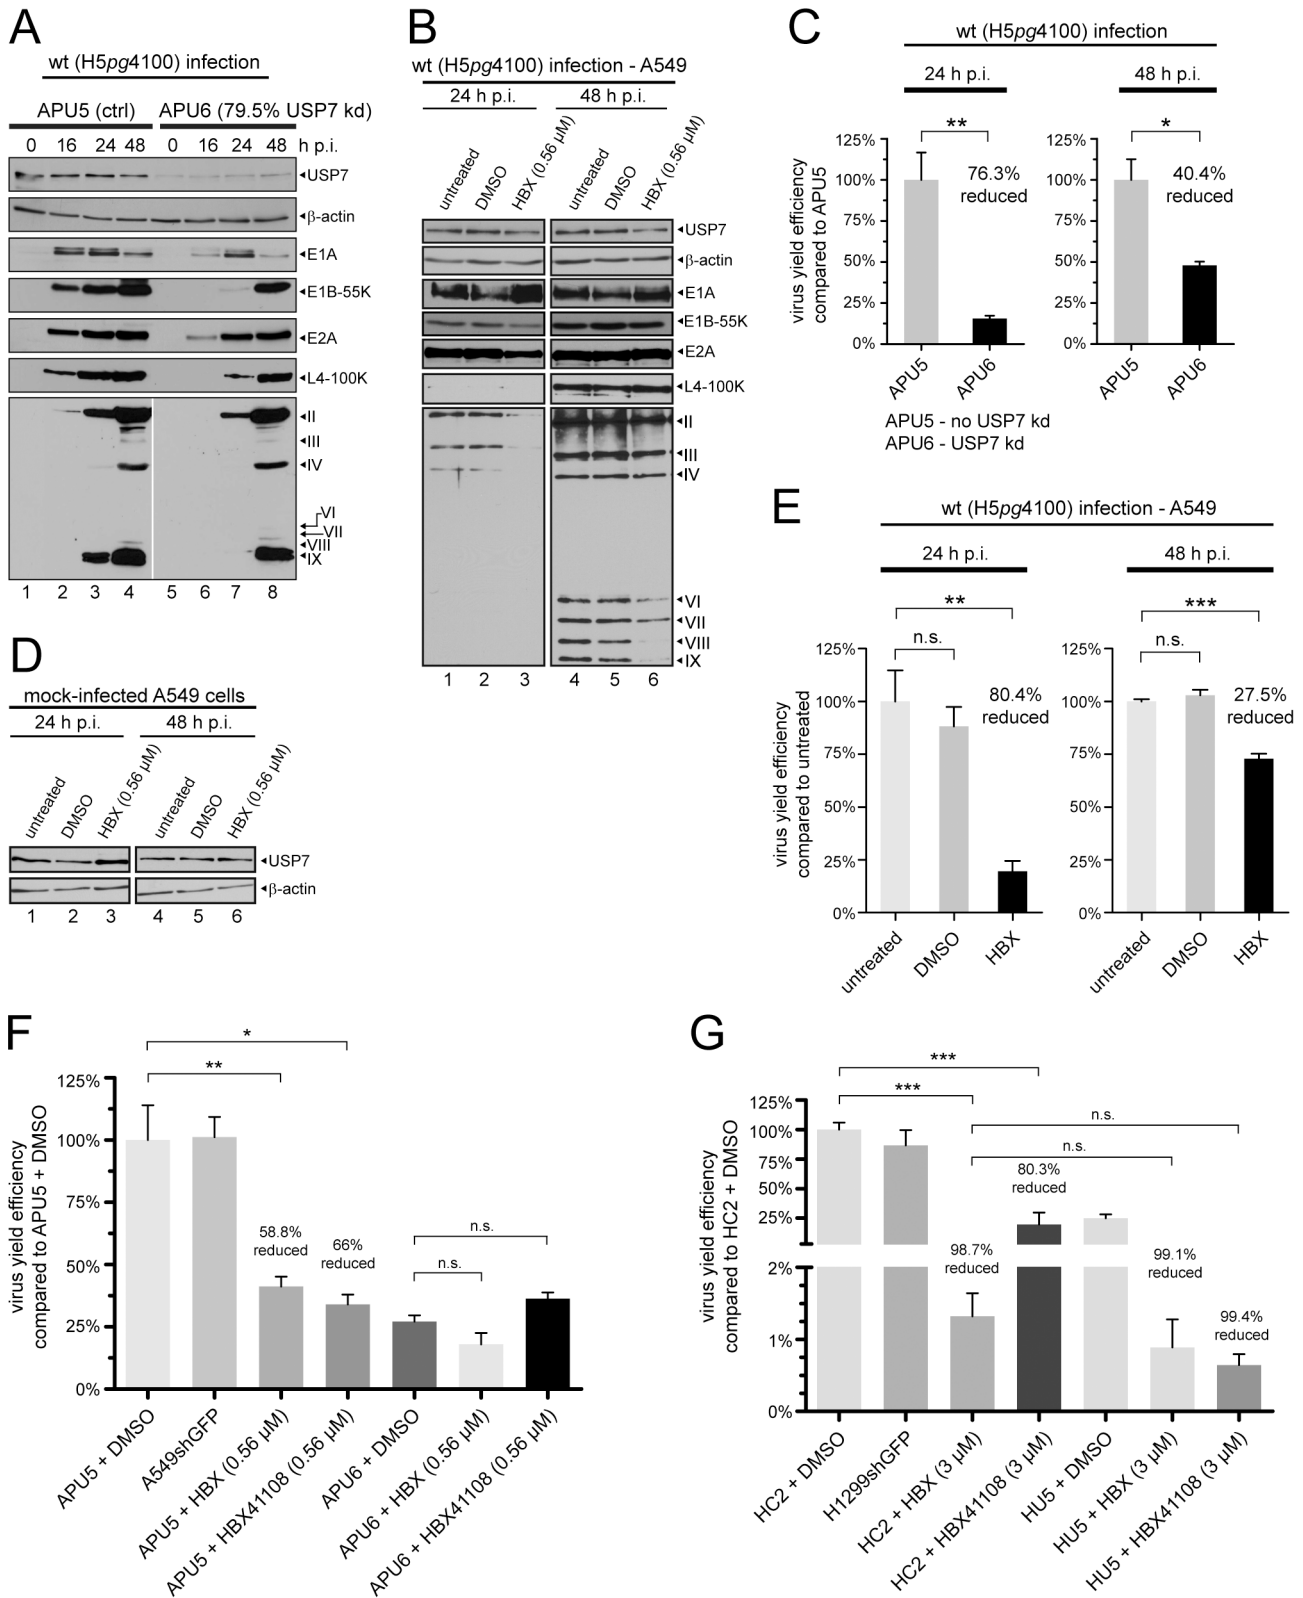 A
wt (H5pg4100) infection
APU5 (ctrl) APU6 (79.5% USP7 kd)
0 16 24 48 0 16 24 48 h p.i.
USP7
β-actin
E1A
E1B-55K
E2A
L4-100K
II
III
IV
VI
VII
VIII
IX
1 2 3 4 5 6 7 8
B
wt (H5pg4100) infection - A549
24 h p.i. 48 h p.i.
untreated DMSO HBX (0.56 µM) untreated DMSO HBX (0.56 µM)
USP7
β-actin
E1A
E1B-55K
E2A
L4-100K
II
III
IV
VI
VII
VIII
IX
1 2 3 4 5 6
C
wt (H5pg4100) infection
24 h p.i. 48 h p.i.
virus yield efficiency
compared to APU5
125%
100%
75%
50%
25%
0%
**
76.3%
reduced
APU5 APU6
125%
100%
75%
50%
25%
0%
*
40.4%
reduced
APU5 APU6
APU5 - no USP7 kd
APU6 - USP7 kd
D
mock-infected A549 cells
24 h p.i. 48 h p.i.
untreated DMSO HBX (0.56 µM) untreated DMSO HBX (0.56 µM)
USP7
β-actin
1 2 3 4 5 6
E
wt (H5pg4100) infection - A549
24 h p.i. 48 h p.i.
virus yield efficiency
compared to untreated
125%
100%
75%
50%
25%
0%
**
n.s.
80.4%
reduced
untreated DMSO HBX
125%
100%
75%
50%
25%
0%
***
n.s.
27.5%
reduced
untreated DMSO HBX
F
virus yield efficiency
compared to APU5 + DMSO
125%
100%
75%
50%
25%
0%
*
**
58.8%
reduced
66%
reduced
n.s.
n.s.
APU5 + DMSO
A549shGFP
APU5 + HBX (0.56 µM)
APU5 + HBX41108 (0.56 µM)
APU6 + DMSO
APU6 + HBX (0.56 µM)
APU6 + HBX41108 (0.56 µM)
G
virus yield efficiency
compared to HC2 + DMSO
125%
100%
75%
50%
25%
2%
1%
0%
***
***
n.s.
n.s.
98.7%
reduced
80.3%
reduced
99.1%
reduced
99.4%
reduced
HC2 + DMSO
H1299shGFP
HC2 + HBX (3 µM)
HC2 + HBX41108 (3 µM)
HU5 + DMSO
HU5 + HBX (3 µM)
HU5 + HBX41108 (3 µM)